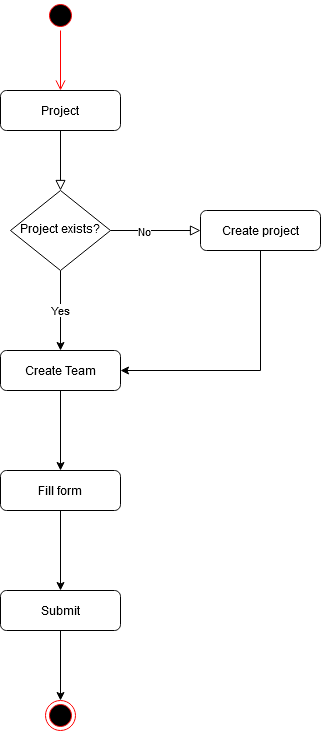 Project
Project exists?
No
Create project
Yes
Create Team
Fill form
Submit